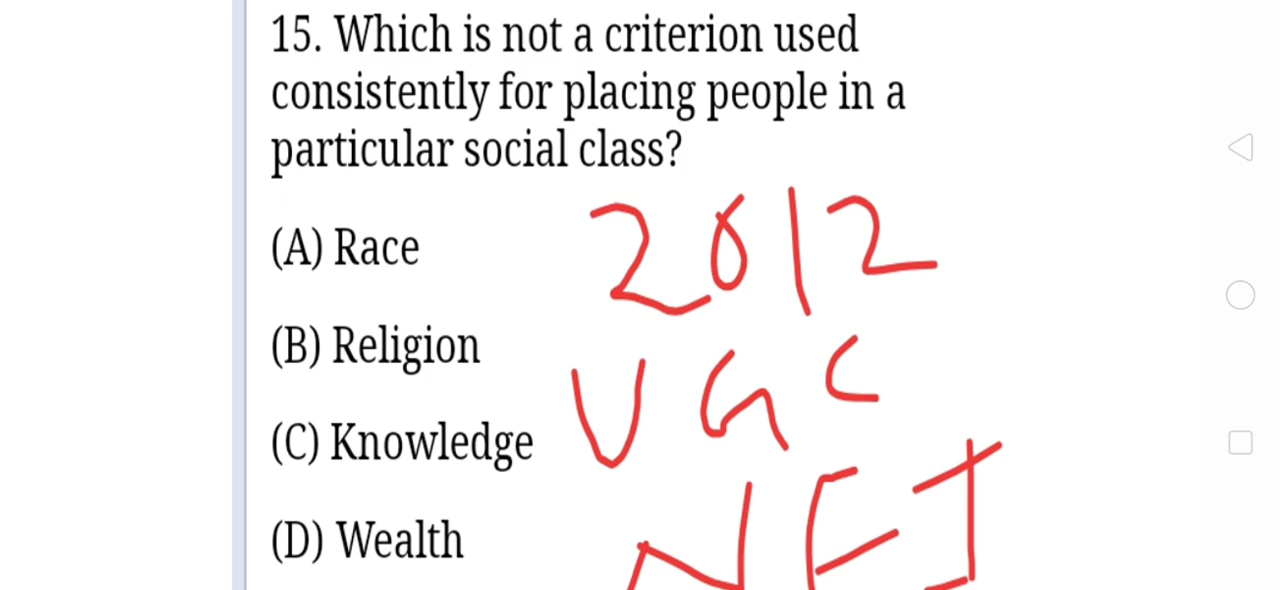 15. Which is not a criterion used
consistently for placing people in a
particular social class?
(A) Race
2012
(B) Religion
UGC
(C) Knowledge
NET
(D) Wealth